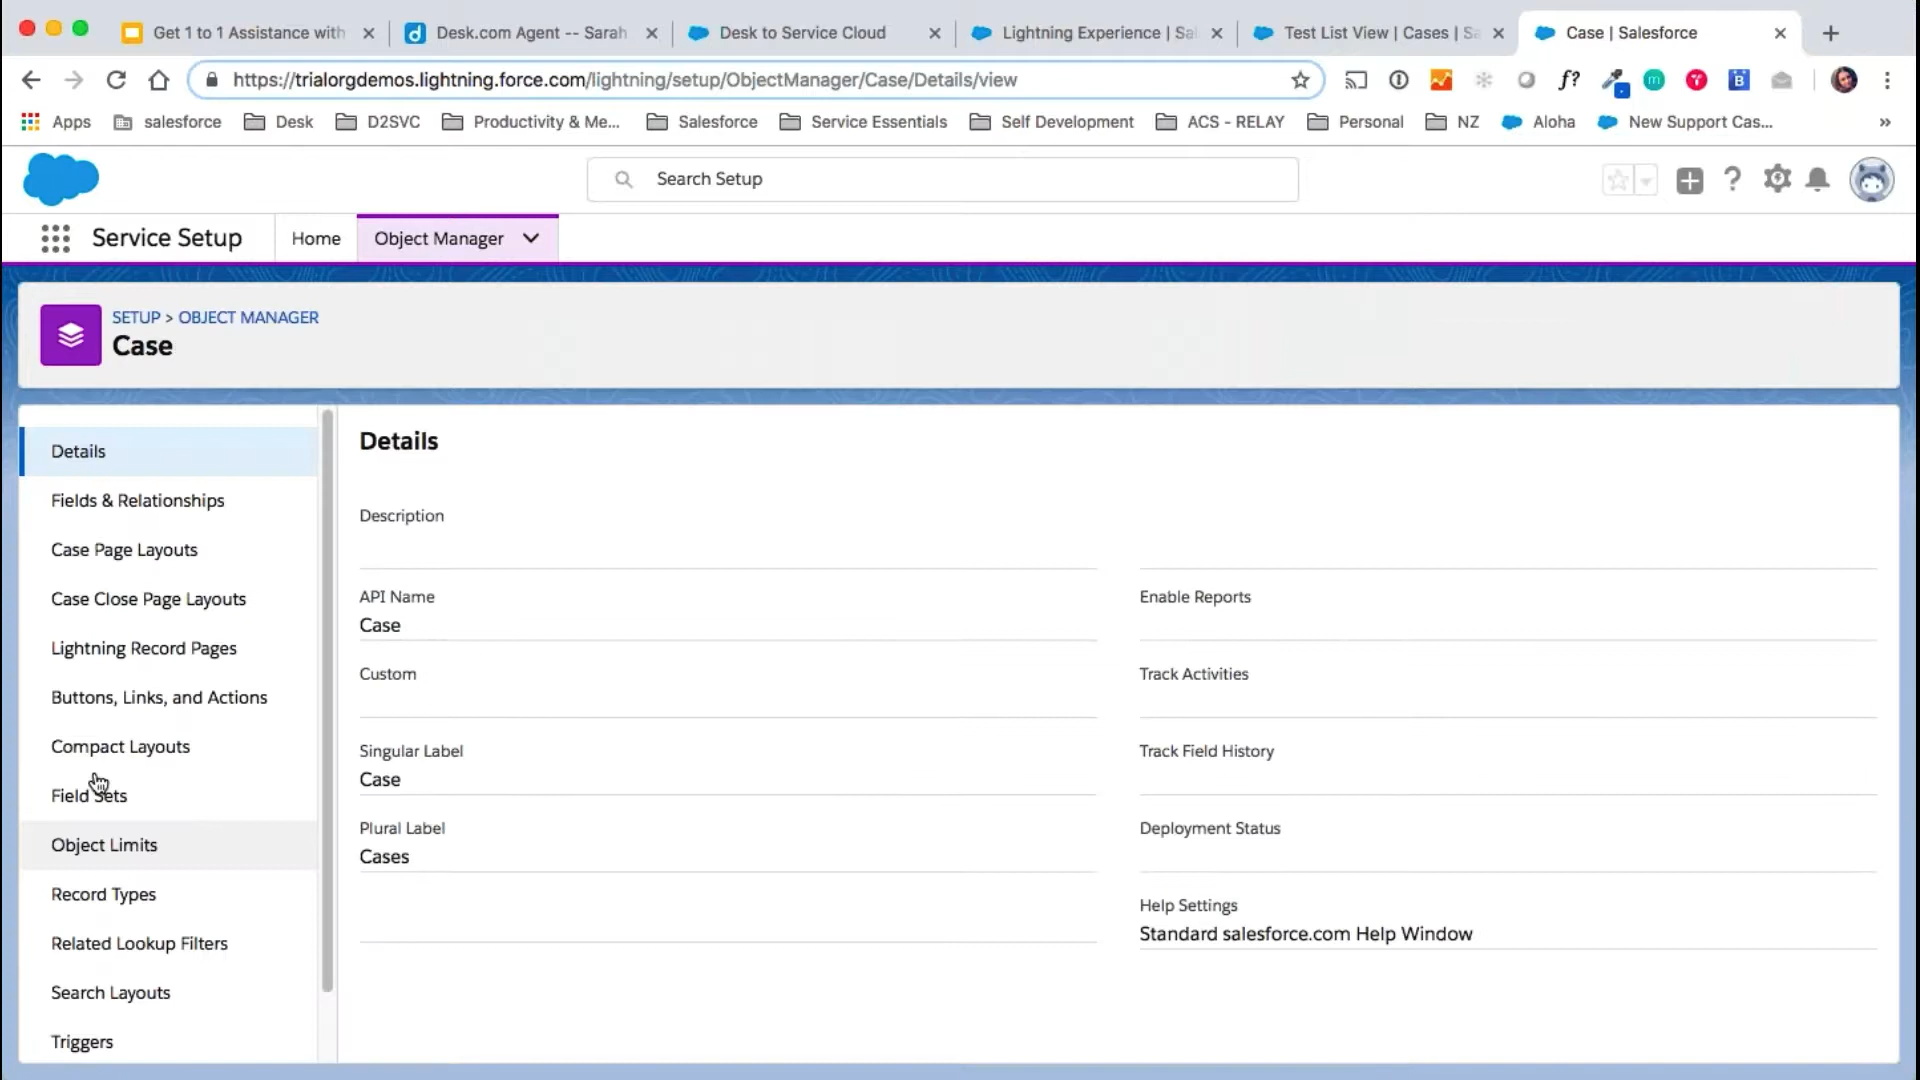 Get 1 to 1 Assistance with
Desk.com Agent -- Sarah
Desk to Service Cloud
Lightning Experience | Sal
Test List View | Cases | Sa
Case | Salesforce
https://trialorgdemos.lightning.force.com/lightning/setup/ObjectManager/Case/Details/view
f?
m
B
Apps
salesforce
Desk
D2SVC
Productivity & Me...
Salesforce
Service Essentials
Self Development
ACS - RELAY
Personal
NZ
Aloha
New Support Cas...
»
Search Setup
Service Setup
Home
Object Manager
SETUP > OBJECT MANAGER
Case
Details
Fields & Relationships
Case Page Layouts
Case Close Page Layouts
Lightning Record Pages
Buttons, Links, and Actions
Compact Layouts
Field Sets
Object Limits
Record Types
Related Lookup Filters
Search Layouts
Triggers
Details
Description
API Name
Case
Enable Reports
Custom
Track Activities
Singular Label
Case
Track Field History
Plural Label
Cases
Deployment Status
Help Settings
Standard salesforce.com Help Window